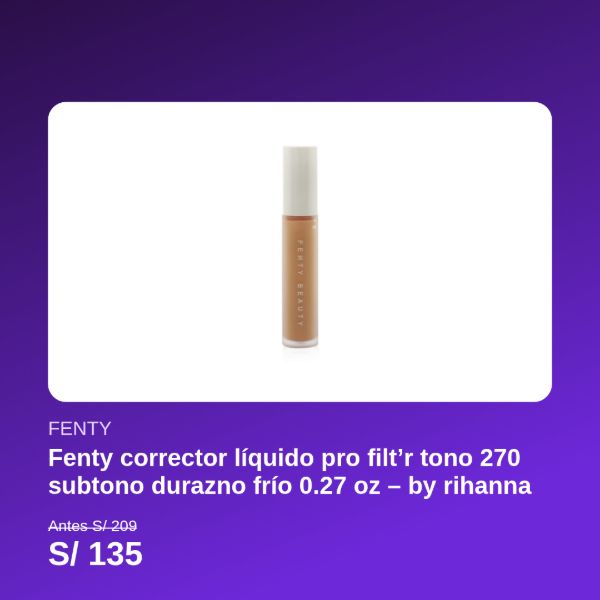 FENTY BEAUTY
FENTY
Fenty corrector líquido pro filt’r tono 270
subtono durazno frío 0.27 oz – by rihanna
Antes S/ 209
S/ 135